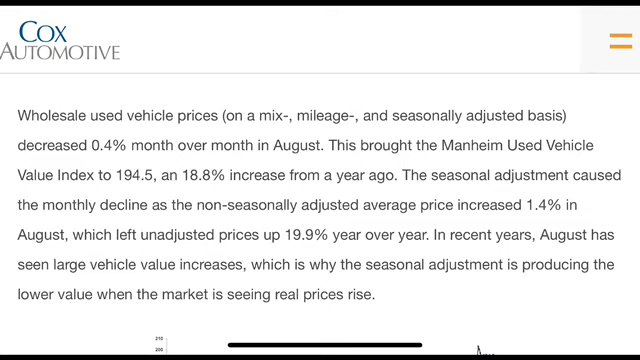 COX
AUTOMOTIVE
Wholesale used vehicle prices (on a mix-, mileage-, and seasonally adjusted basis)
decreased 0.4% month over month in August. This brought the Manheim Used Vehicle
Value Index to 194.5, an 18.8% increase from a year ago. The seasonal adjustment caused
the monthly decline as the non-seasonally adjusted average price increased 1.4% in
August, which left unadjusted prices up 19.9% year over year. In recent years, August has
seen large vehicle value increases, which is why the seasonal adjustment is producing the
lower value when the market is seeing real prices rise.
210
200